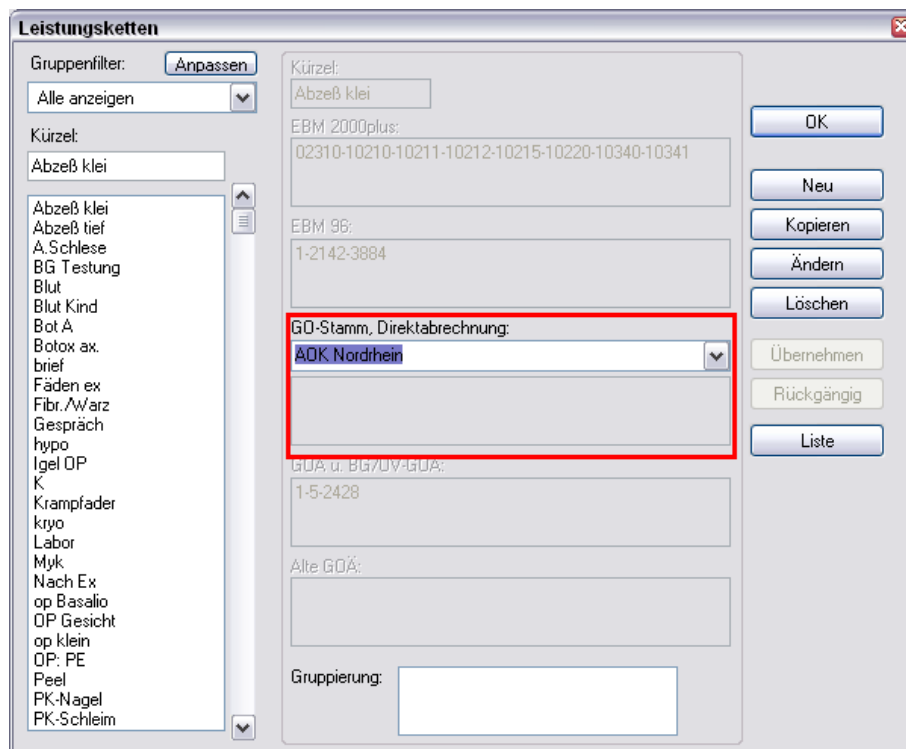 Leistungsketten
Gruppenfilter:
Anpassen
Alle anzeigen
Kürzel:
Abzeß klei
Abzeß klei
Abzeß tief
A.Schlese
BG Testung
Blut
Blut Kind
Bot A
Botox ax.
brief
Fäden ex
Fibr./Warz
Gespräch
hypo
Igel OP
K
Krampfader
kryo
Labor
Myk
Nach Ex
op Basalio
OP Gesicht
op klein
OP: PE
Peel
PK-Nagel
PK-Schleim
Kürzel:
Abzeß klei
EBM 2000plus:
02310-10210-10211-10212-10215-10220-10340-10341
EBM 96:
1-2142-3884
GO-Stamm, Direktabrechnung:
AOK Nordrhein
GOÄ u. BG/UV-GOÄ:
1-5-2428
Alte GOÄ:
Gruppierung:
OK
Neu
Kopieren
Ändern
Löschen
Übernehmen
Rückgängig
Liste